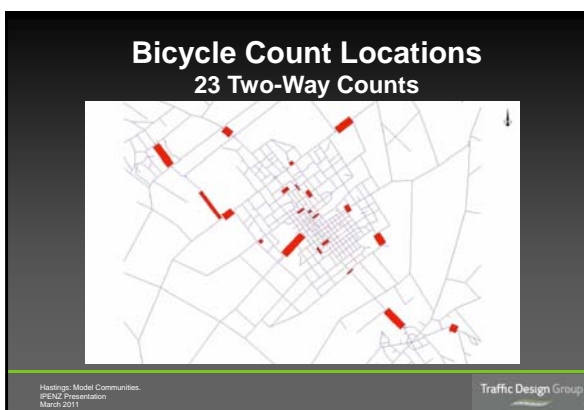 Bicycle Count Locations
23 Two-Way Counts
Hastings: Model Communities.
IPENZ Presentation
March 2011
Traffic Design Group